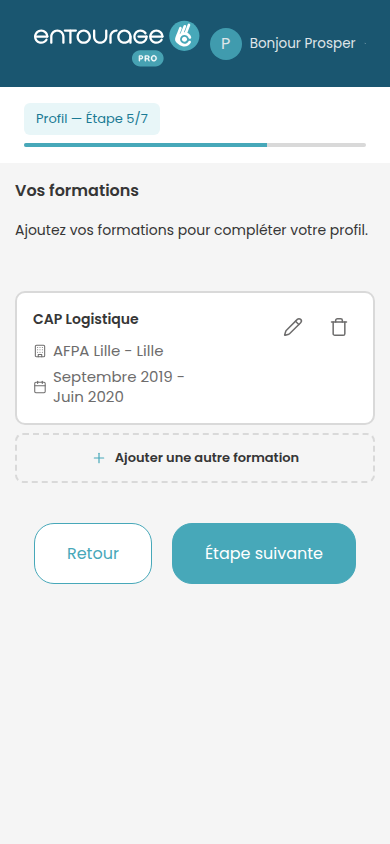 entourage
PRO
P
Bonjour Prosper
Profil — Étape 5/7
Vos formations
Ajoutez vos formations pour compléter votre profil.
CAP Logistique
AFPA Lille - Lille
Septembre 2019 -
Juin 2020
Ajouter une autre formation
Retour
Étape suivante